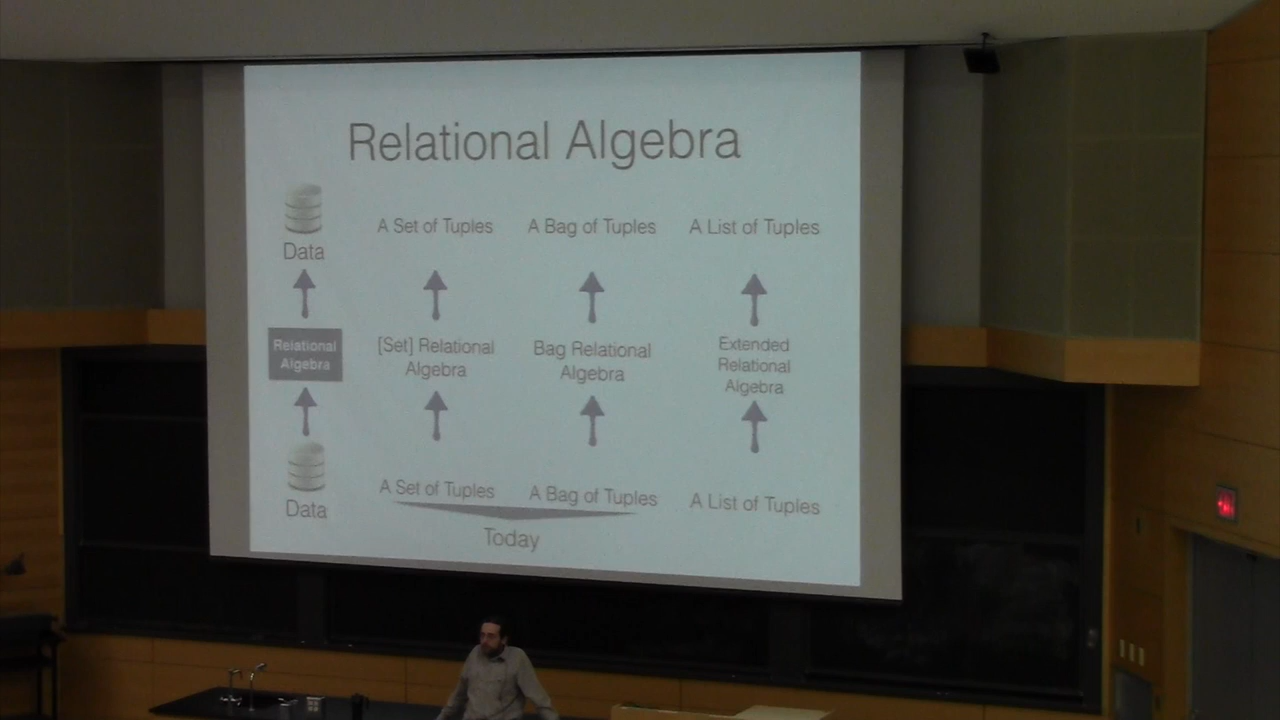 Relational Algebra
Data
A Set of Tuples
A Bag of Tuples
A List of Tuples
Relational
Algebra
[Set] Relational
Algebra
Bag Relational
Algebra
Extended
Relational
Algebra
Data
A Set of Tuples
A Bag of Tuples
A List of Tuples
Today